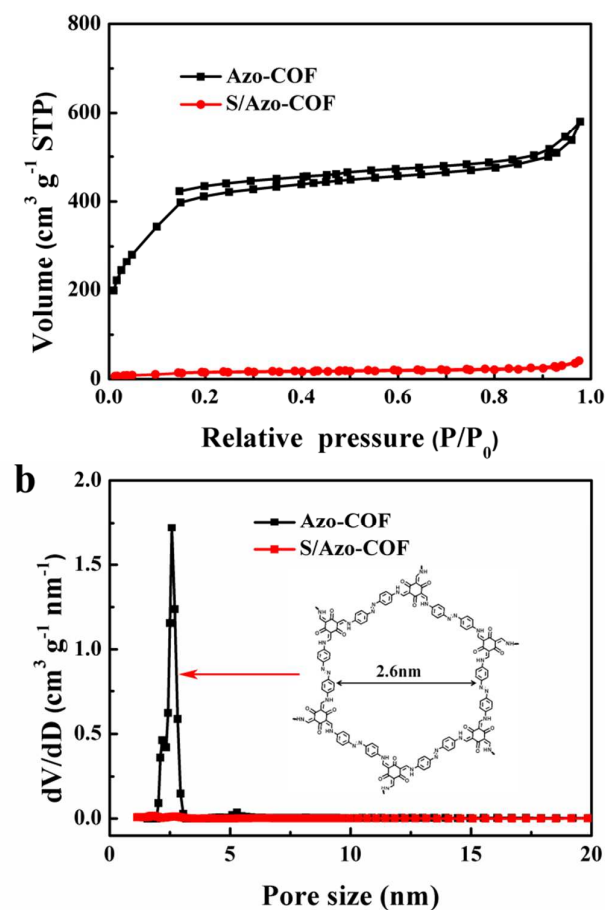 800
600
400
200
0
Volume (cm³ g⁻¹ STP)
Azo-COF
S/Azo-COF
0.0 0.2 0.4 0.6 0.8 1.0
Relative pressure (P/P₀)
b
2.0
1.5
1.0
0.5
0.0
dV/dD (cm³ g⁻¹ nm⁻¹)
Azo-COF
S/Azo-COF
2.6nm
0 5 10 15 20
Pore size (nm)